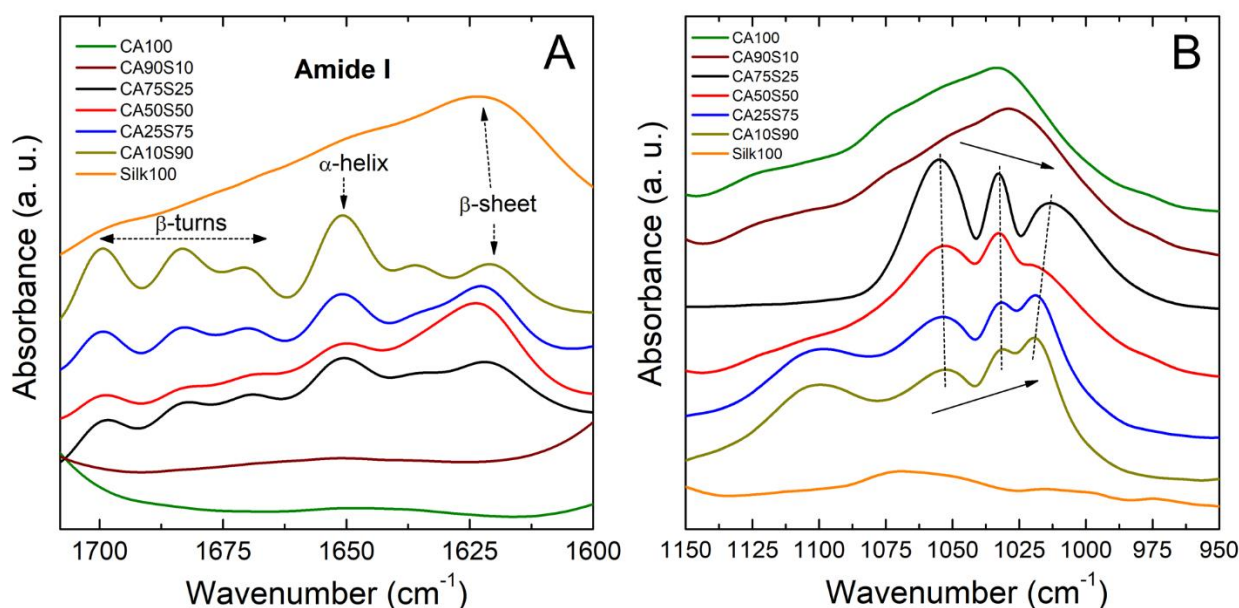 A
Amide I
CA100
CA90S10
CA75S25
CA50S50
CA25S75
CA10S90
Silk100
α-helix
β-sheet
β-turns
Absorbance (a. u.)
1700 1675 1650 1625 1600
Wavenumber (cm⁻¹)
B
CA100
CA90S10
CA75S25
CA50S50
CA25S75
CA10S90
Silk100
Absorbance (a. u.)
1150 1125 1100 1075 1050 1025 1000 975 950
Wavenumber (cm⁻¹)